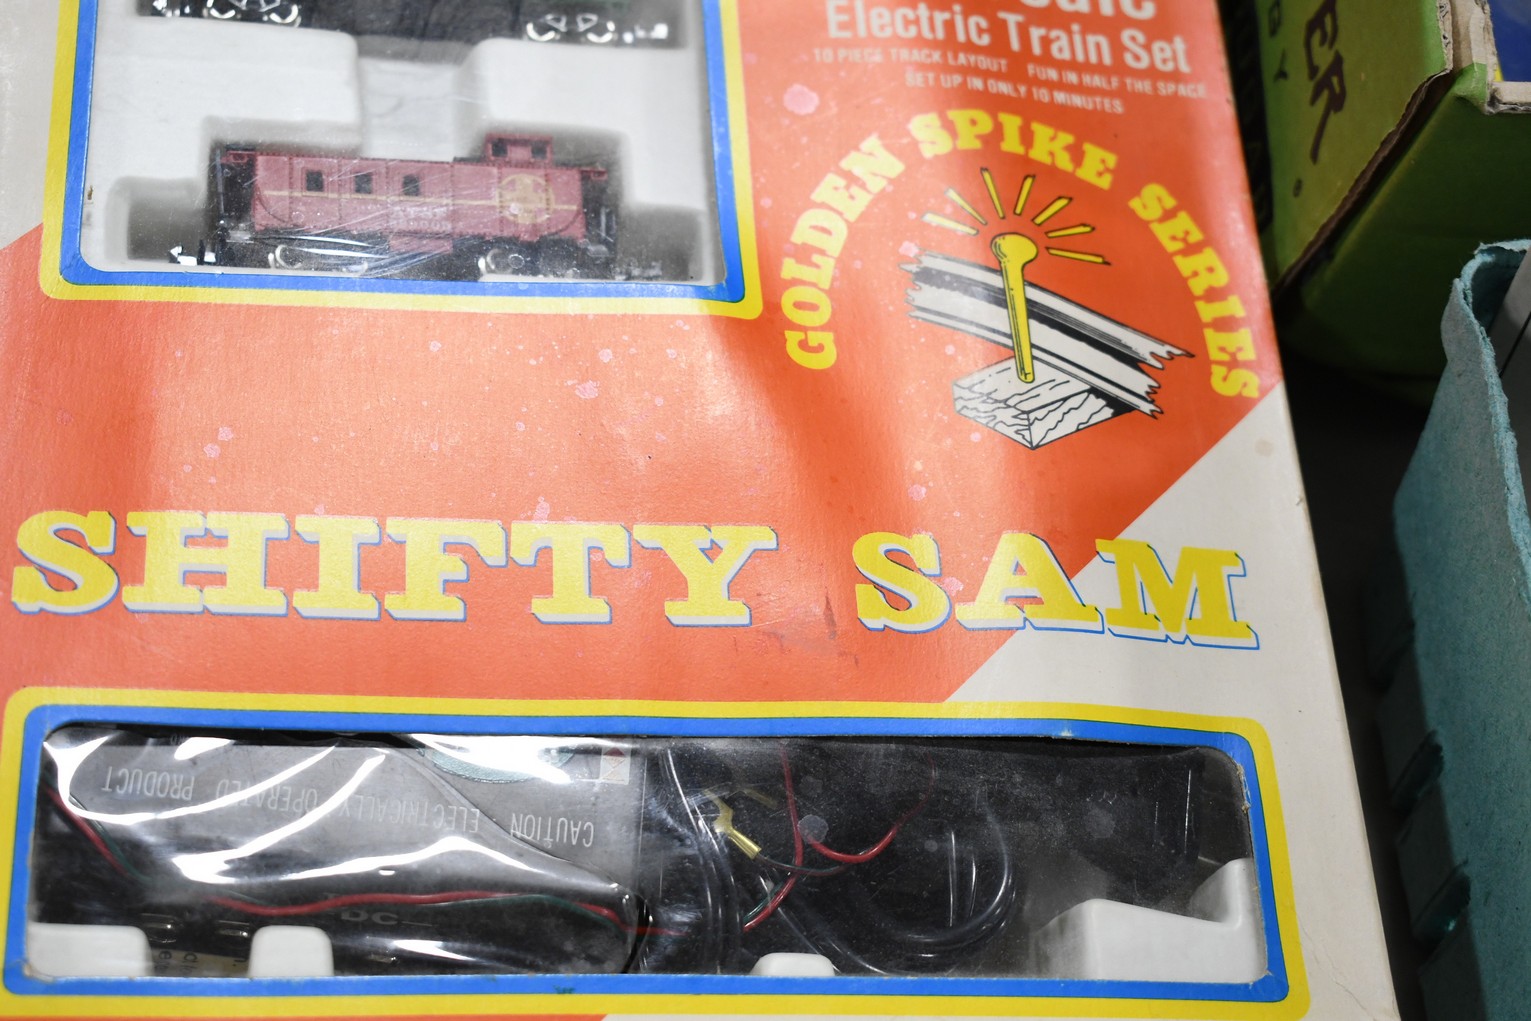 Electric Train Set
10 PIECE TRACK LAYOUT FUN IN HALF THE SPACE
SET UP IN ONLY 10 MINUTES
GOLDEN SPIKE SERIES
SHIFTY SAM
CAUTION - ELECTRICALLY OPERATED PRODUCT
DC